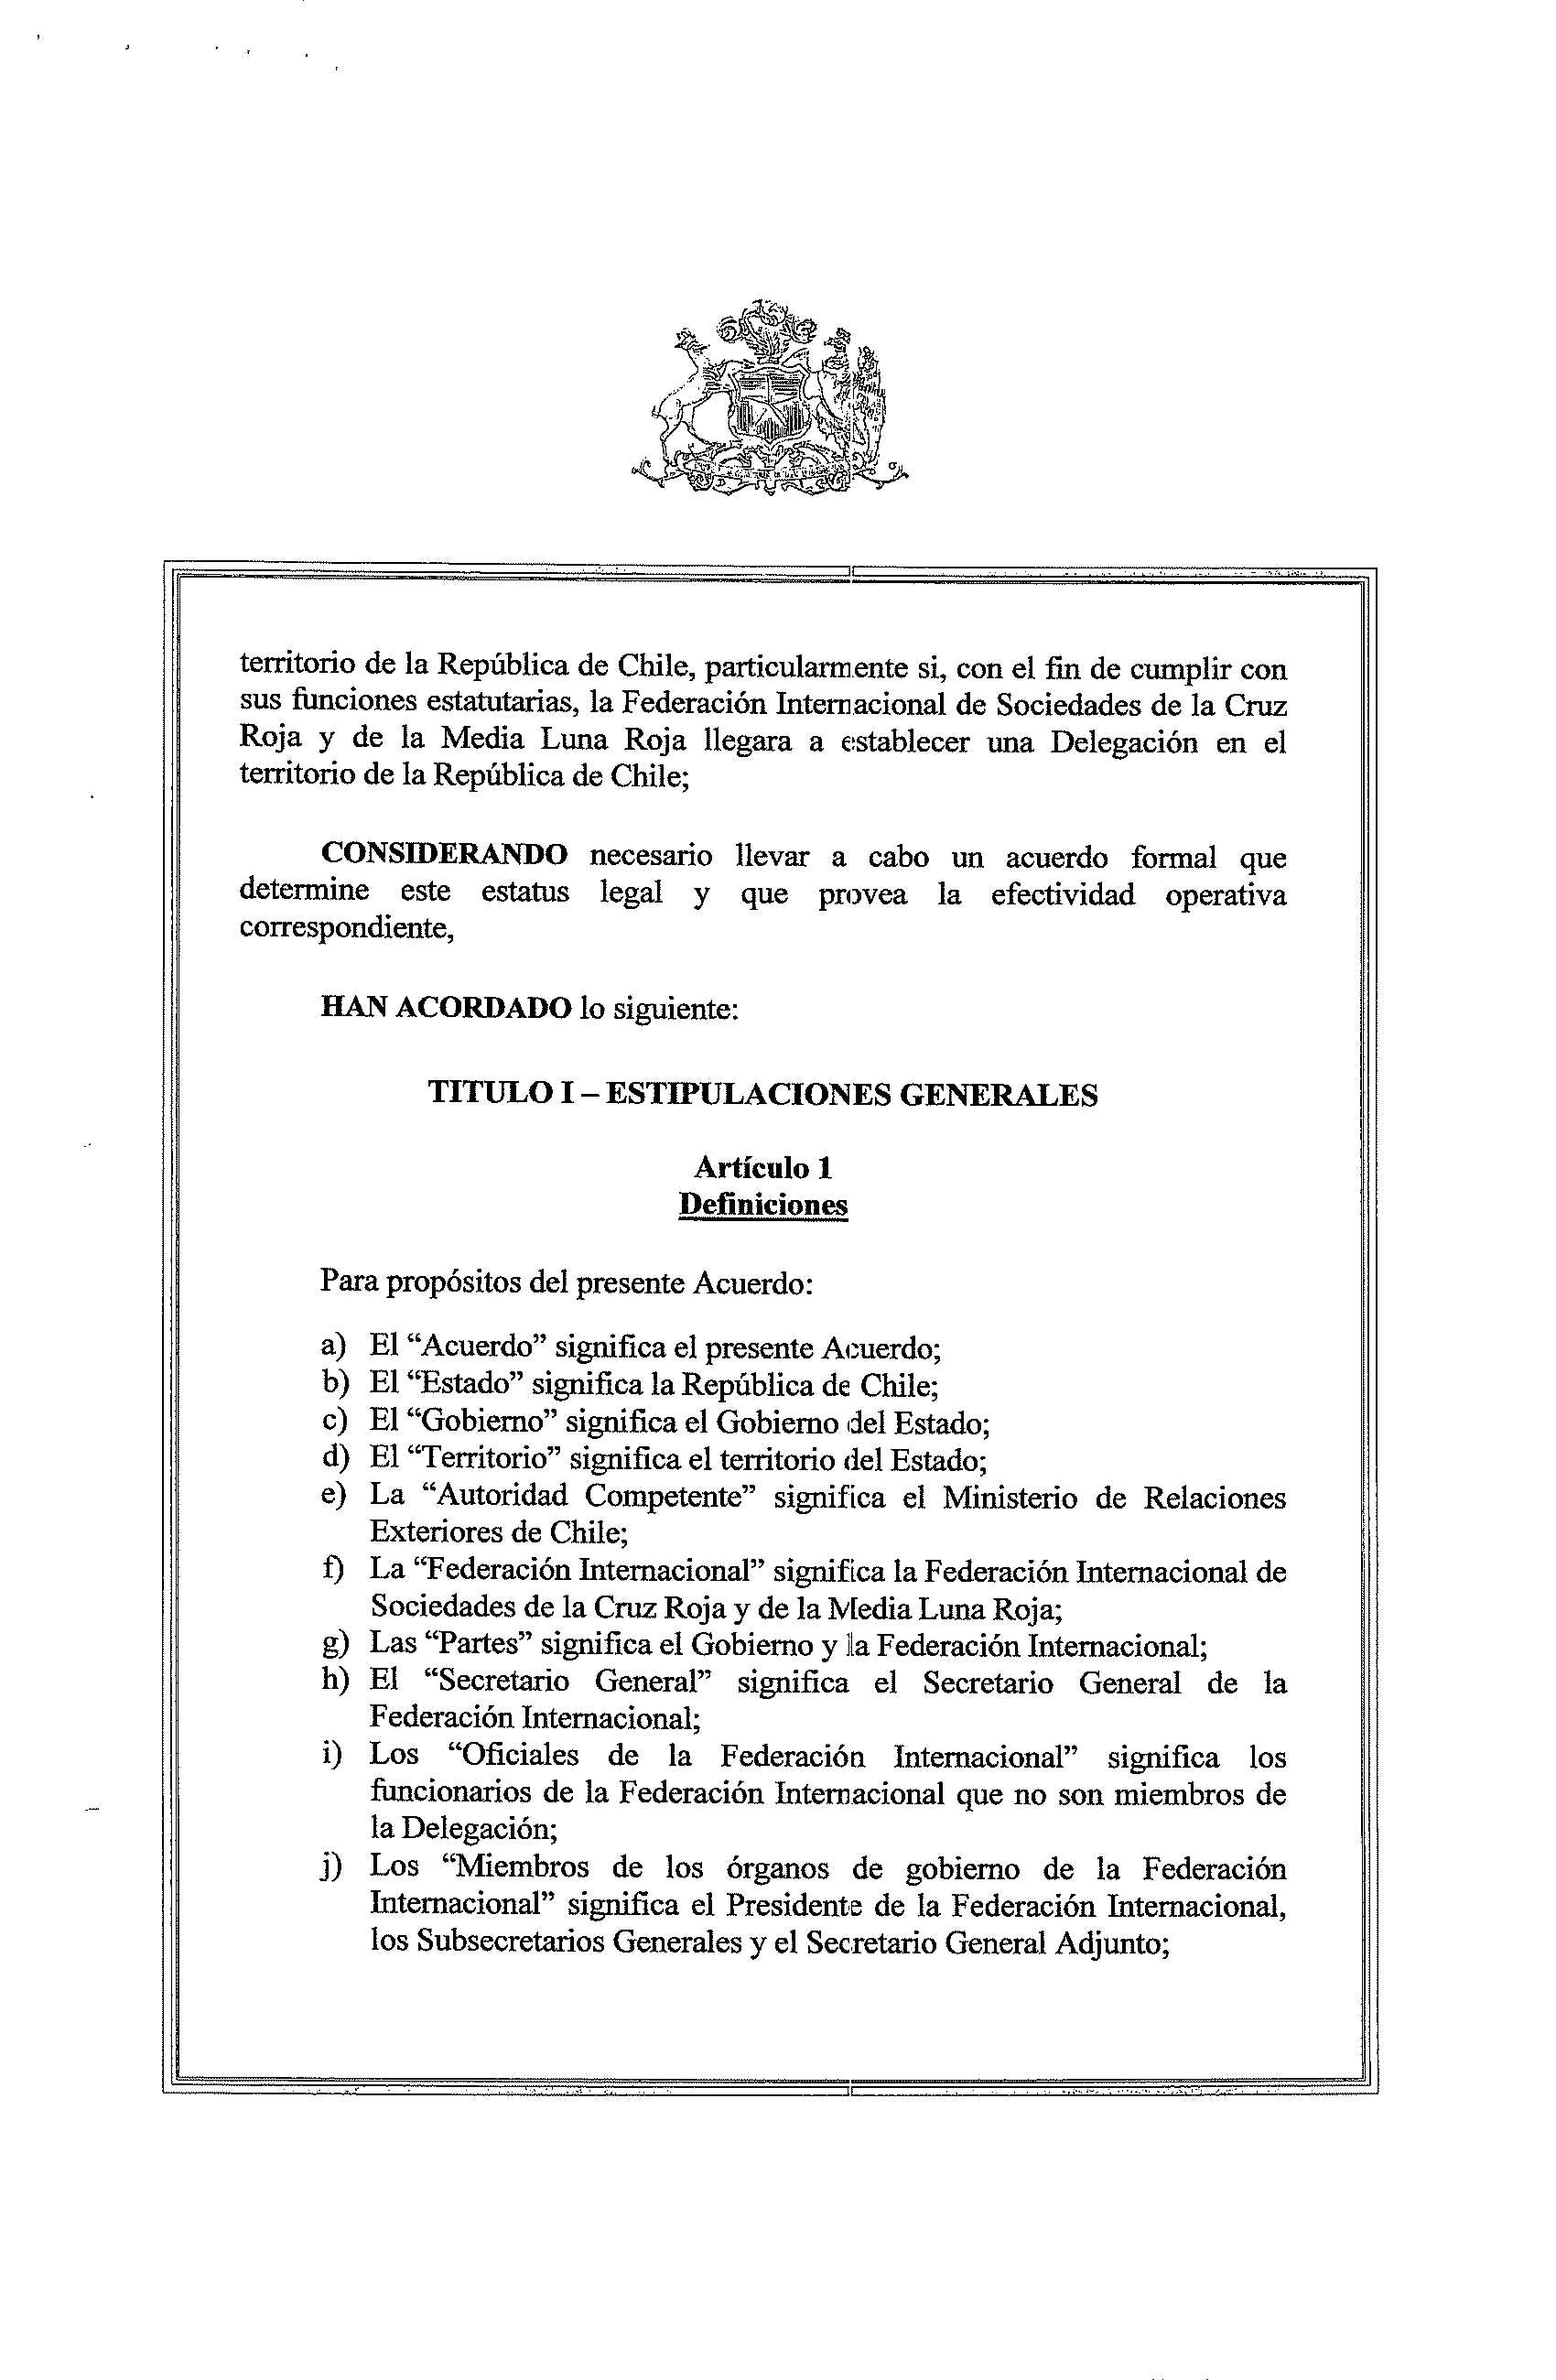 territorio de la República de Chile, particularmente si, con el fin de cumplir con
sus funciones estatutarias, la Federación Internacional de Sociedades de la Cruz
Roja y de la Media Luna Roja llegara a establecer una Delegación en el
territorio de la República de Chile;
CONSIDERANDO necesario llevar a cabo un acuerdo formal que
determine este estatus legal y que provea la efectividad operativa
correspondiente,
HAN ACORDADO lo siguiente:
TITULO I – ESTIPULACIONES GENERALES
Artículo 1
Definiciones
Para propósitos del presente Acuerdo:
a) El “Acuerdo” significa el presente Acuerdo;
b) El “Estado” significa la República de Chile;
c) El “Gobierno” significa el Gobierno del Estado;
d) El “Territorio” significa el territorio del Estado;
e) La “Autoridad Competente” significa el Ministerio de Relaciones
Exteriores de Chile;
f) La “Federación Internacional” significa la Federación Internacional de
Sociedades de la Cruz Roja y de la Media Luna Roja;
g) Las “Partes” significa el Gobierno y la Federación Internacional;
h) El “Secretario General” significa el Secretario General de la
Federación Internacional;
i) Los “Oficiales de la Federación Internacional” significa los
funcionarios de la Federación Internacional que no son miembros de
la Delegación;
j) Los “Miembros de los órganos de gobierno de la Federación
Internacional” significa el Presidente de la Federación Internacional,
los Subsecretarios Generales y el Secretario General Adjunto;